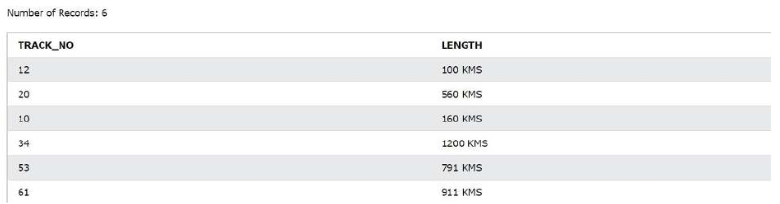 Number of Records: 6
TRACK_NO LENGTH
12 100 KMS
20 560 KMS
10 160 KMS
34 1200 KMS
53 791 KMS
61 911 KMS